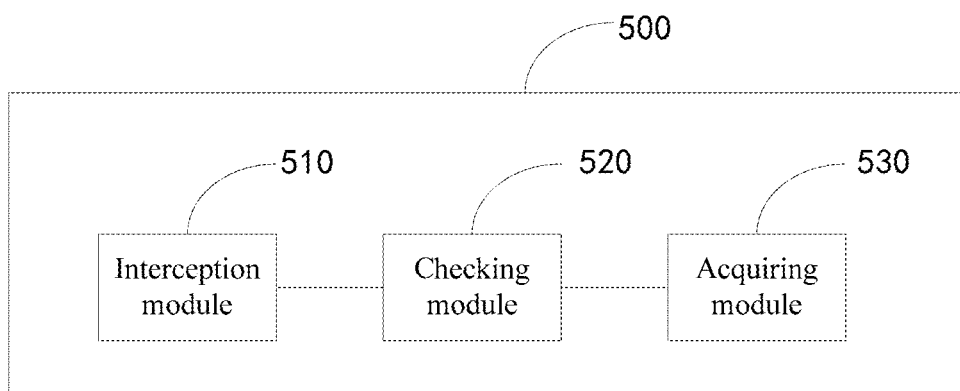 500
510
520
530
Interception
module
Checking
module
Acquiring
module